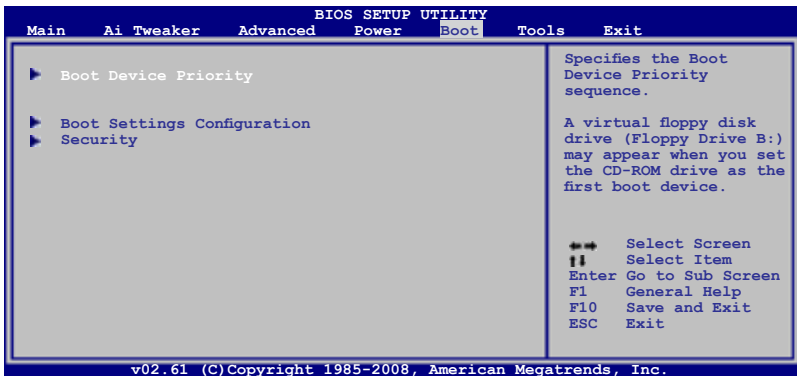 BIOS SETUP UTILITY
Main Ai Tweaker Advanced Power Boot Tools Exit
Boot Device Priority
Boot Settings Configuration
Security
Specifies the Boot
Device Priority
sequence.
A virtual floppy disk
drive (Floppy Drive B:)
may appear when you set
the CD-ROM drive as the
first boot device.
Select Screen
Select Item
Enter Go to Sub Screen
F1 General Help
F10 Save and Exit
ESC Exit
v02.61 (C)Copyright 1985-2008, American Megatrends, Inc.